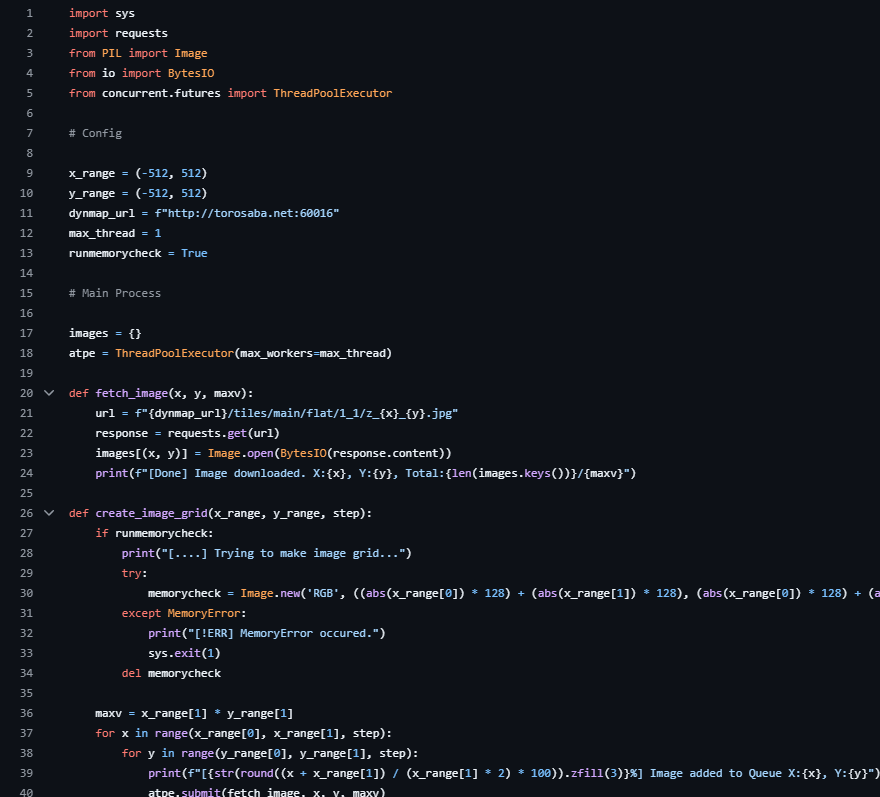 1 import sys
2 import requests
3 from PIL import Image
4 from io import BytesIO
5 from concurrent.futures import ThreadPoolExecutor
6
7 # Config
8
9 x_range = (-512, 512)
10 y_range = (-512, 512)
11 dynmap_url = f"http://torosaba.net:60016"
12 max_thread = 1
13 runmemorycheck = True
14
15 # Main Process
16
17 images = {}
18 atpe = ThreadPoolExecutor(max_workers=max_thread)
19
20 def fetch_image(x, y, maxv):
21     url = f"{dynmap_url}/tiles/main/flat/1_1/z_{x}_{y}.jpg"
22     response = requests.get(url)
23     images[(x, y)] = Image.open(BytesIO(response.content))
24     print(f"[Done] Image downloaded. X:{x}, Y:{y}, Total:{len(images.keys())}/{maxv}")
25
26 def create_image_grid(x_range, y_range, step):
27     if runmemorycheck:
28         print("[....] Trying to make image grid...")
29         try:
30             memorycheck = Image.new('RGB', ((abs(x_range[0]) * 128) + (abs(x_range[1]) * 128), (abs(x_range[0]) * 128) + (a
31         except MemoryError:
32             print("[!ERR] MemoryError occured.")
33             sys.exit(1)
34         del memorycheck
35
36     maxv = x_range[1] * y_range[1]
37     for x in range(x_range[0], x_range[1], step):
38         for y in range(y_range[0], y_range[1], step):
39             print(f"[{str(round((x + x_range[1]) / (x_range[1] * 2) * 100)).zfill(3)}%] Image added to Queue X:{x}, Y:{y}")
40             atpe.submit(fetch_image, x, y, maxv)